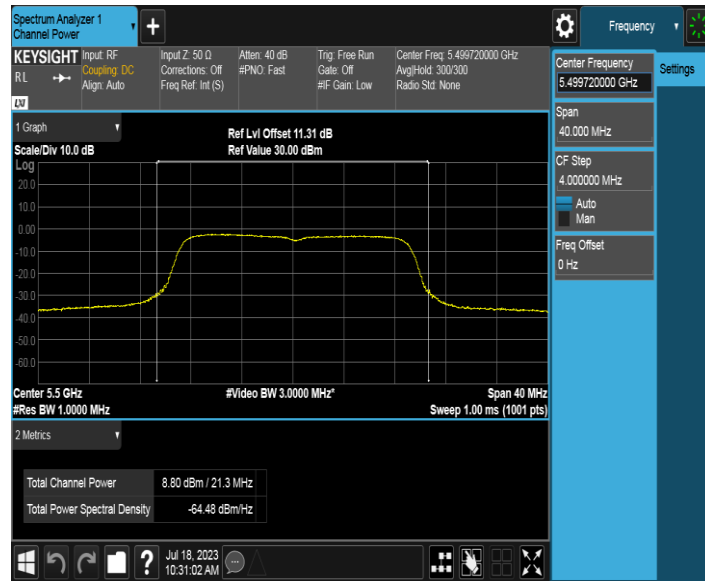 Spectrum Analyzer 1
Channel Power
+
Frequency
KEYSIGHT
RL
LXI
Input: RF
Coupling: DC
Align: Auto
Input Z: 50 Ω
Corrections: Off
Freq Ref: Int (S)
Atten: 40 dB
#PNO: Fast
Trig: Free Run
Gate: Off
#IF Gain: Low
Center Freq: 5.499720000 GHz
Avg|Hold: 300/300
Radio Std: None
Center Frequency
5.499720000 GHz
Settings
Span
40.000 MHz
CF Step
4.000000 MHz
Auto
Man
Freq Offset
0 Hz
1 Graph
Scale/Div 10.0 dB
Ref Lvl Offset 11.31 dB
Ref Value 30.00 dBm
Log
20.0
10.0
0.00
-10.0
-20.0
-30.0
-40.0
-50.0
-60.0
Center 5.5 GHz
#Res BW 1.0000 MHz
#Video BW 3.0000 MHz*
Span 40 MHz
Sweep 1.00 ms (1001 pts)
2 Metrics
Total Channel Power 8.80 dBm / 21.3 MHz
Total Power Spectral Density -64.48 dBm/Hz
?
Jul 18, 2023
10:31:02 AM